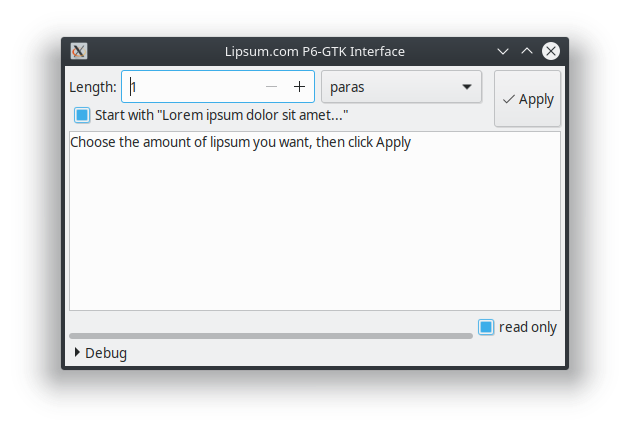 Lipsum.com P6-GTK Interface
Length: 1 paras Apply
Start with "Lorem ipsum dolor sit amet..."
Choose the amount of lipsum you want, then click Apply
read only
Debug